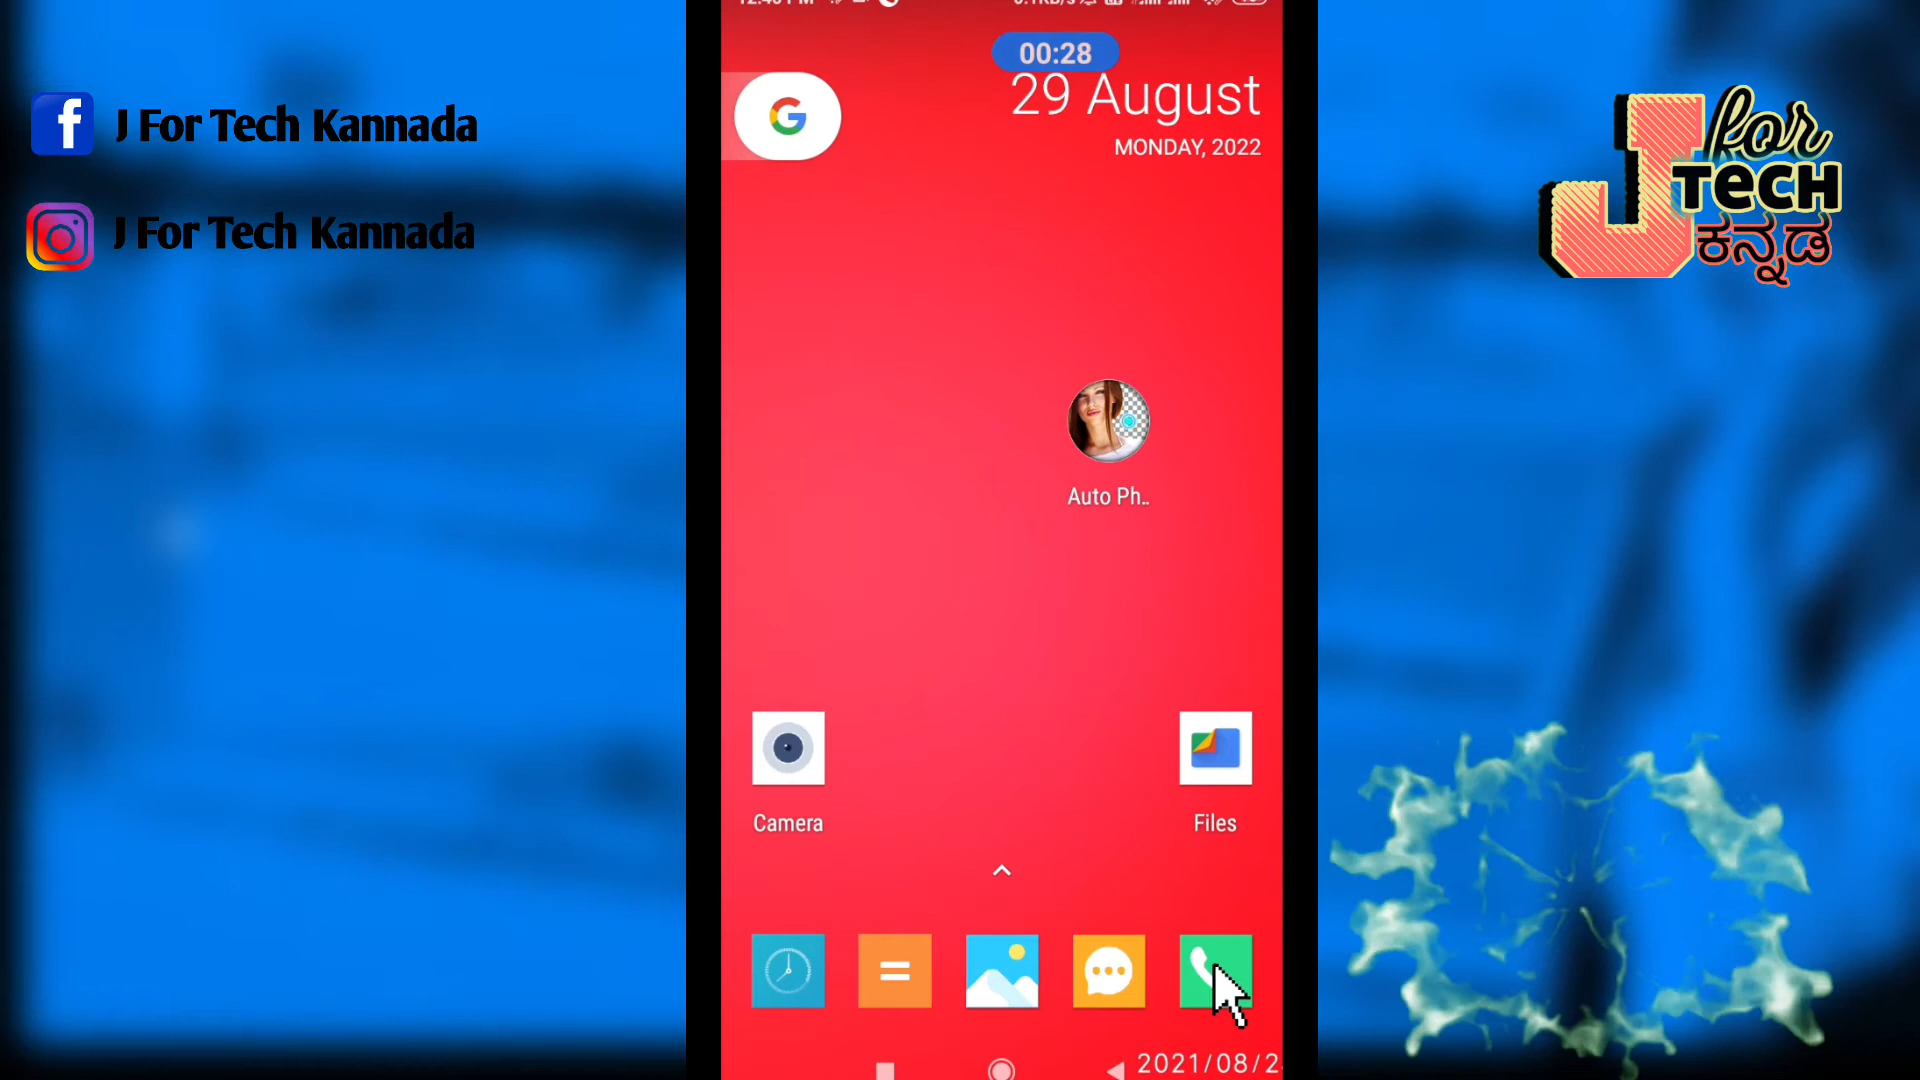 J For Tech Kannada
J For Tech Kannada
00:28
29 August
MONDAY, 2022
Auto Ph..
Camera
Files
2021/08/2
J for
TECH
ಕನ್ನಡ